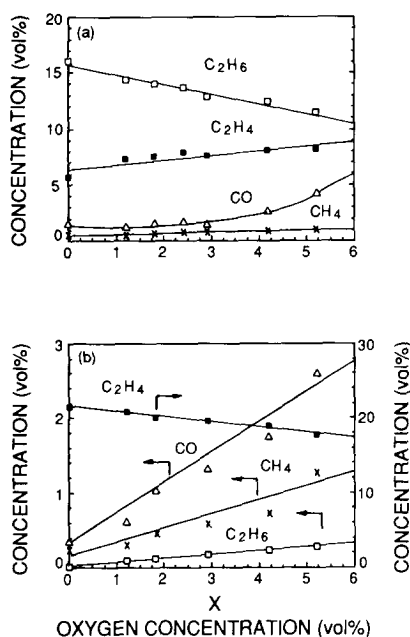 20
(a)
C₂H₆
15
10
C₂H₄
5
CO
CH₄
0
0 1 2 3 4 5 6
CONCENTRATION (vol%)
3 30
(b)
C₂H₄
2 20
CO
CH₄
1 10
C₂H₆
0 0
0 1 2 3 4 5 6
CONCENTRATION (vol%)
CONCENTRATION (vol%)
X
OXYGEN CONCENTRATION (vol%)